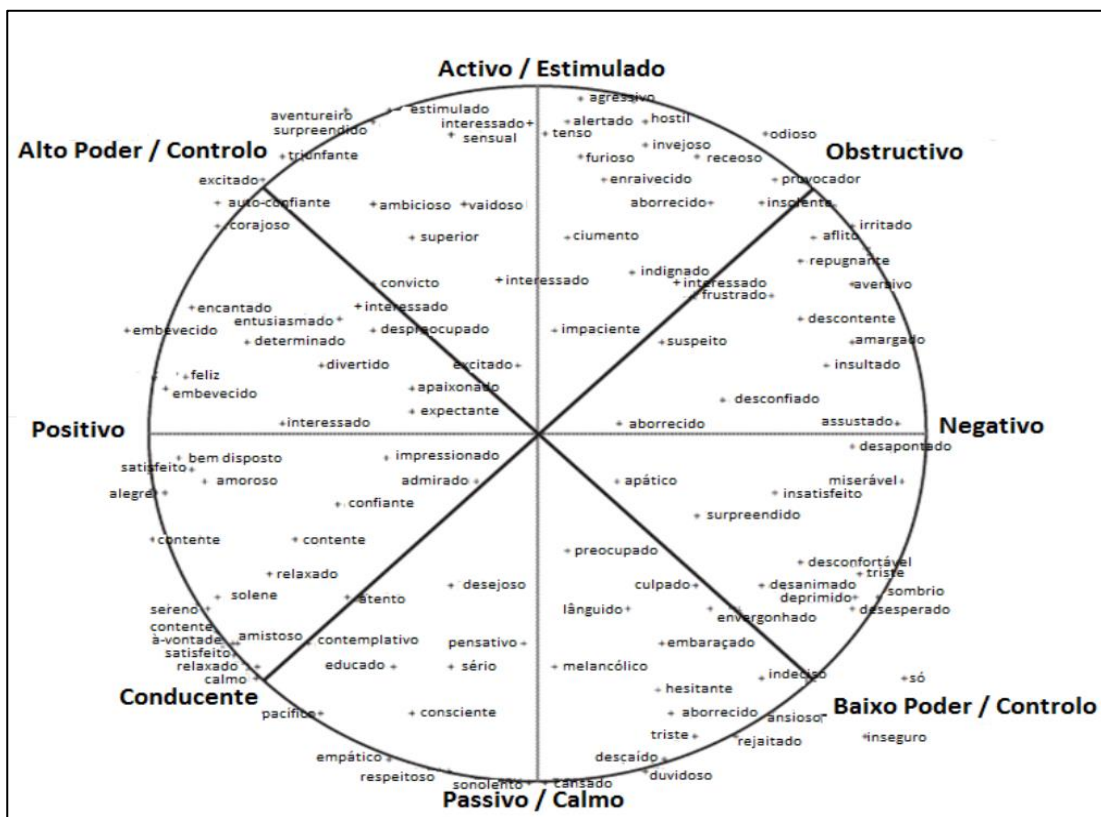 Activo / Estimulado
agressivo
estimulado
aventureiro
interessado
alertado
hostil
surpreendido
sensual
tenso
odioso
invejoso
Alto Poder / Controlo
triunfante
furioso
receoso
Obstructivo
excitado
enraivecido
provocador
auto-confiante
ambicioso
vaidoso
aborrecido
insolente
corajoso
irritado
superior
ciumento
aflito
repugnante
indignado
convicto
interessado
interessado
aversivo
frustrado
encantado
interessado
entusiasmado
descontente
embevecido
despreocupado
impaciente
determinado
suspeito
amargado
divertido
excitado
insultado
feliz
embevecido
apaixonado
desconfiado
expectante
Positivo
interessado
aborrecido
assustado
Negativo
desapontado
bem disposto
impressionado
satisfeito
amoroso
admirado
apático
miserável
alegre
insatisfeito
confiante
surpreendido
contente
contente
preocupado
desconfortável
relaxado
triste
desejoso
culpado
desanimado
solene
atento
deprimido
sombrio
sereno
lânguido
envergonhado
desesperado
contente
à-vontade
amistoso
contemplativo
pensativo
embaraçado
satisfeito
relaxado
educado
sério
melancólico
calmo
indeciso
só
Conducente
hesitante
Baixo Poder / Controlo
pacífico
consciente
aborrecido
ansioso
triste
rejaitado
inseguro
empático
descaído
respeitoso
duvidoso
sonolento
cansado
Passivo / Calmo